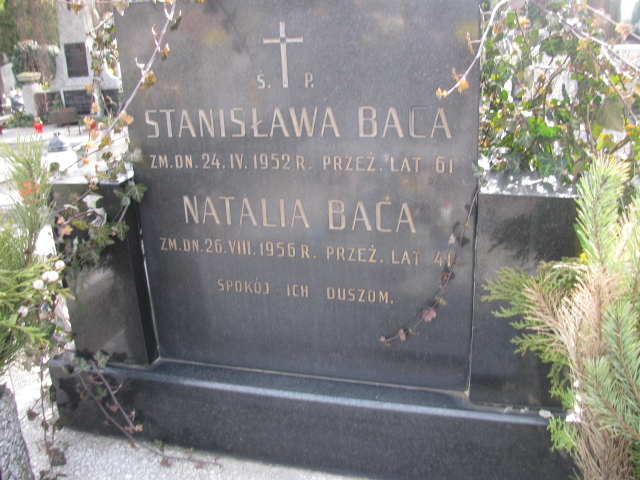 Ś. P.
STANISŁAWA BACA
ZM. DN. 24. IV. 1952 R. PRZEŻ. LAT 61
NATALIA BACA
ZM. DN. 26. VIII. 1956 R. PRZEŻ. LAT 41
SPOKÓJ ICH DUSZOM.